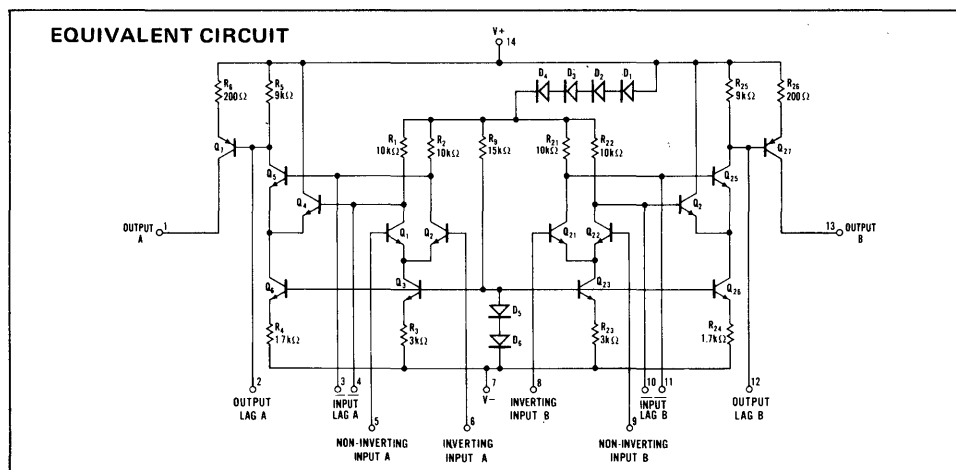 EQUIVALENT CIRCUIT
V+
14
D4 D3 D2 D1
R6
200Ω
R5
9kΩ
R25
9kΩ
R26
200Ω
R1
10kΩ
R2
10kΩ
R9
15kΩ
R21
10kΩ
R22
10kΩ
Q7
Q27
Q5
Q25
Q4
Q2
OUTPUT
A
1
Q1
Q2
Q21
Q22
13
OUTPUT
B
Q6
Q3
Q23
Q26
D5
D6
R4
1.7kΩ
R3
3kΩ
R23
3kΩ
R24
1.7kΩ
2
OUTPUT
LAG A
3 4
INPUT
LAG A
7
V-
8
INVERTING
INPUT B
10 11
INPUT
LAG B
12
OUTPUT
LAG B
5
NON-INVERTING
INPUT A
6
INVERTING
INPUT A
9
NON-INVERTING
INPUT B